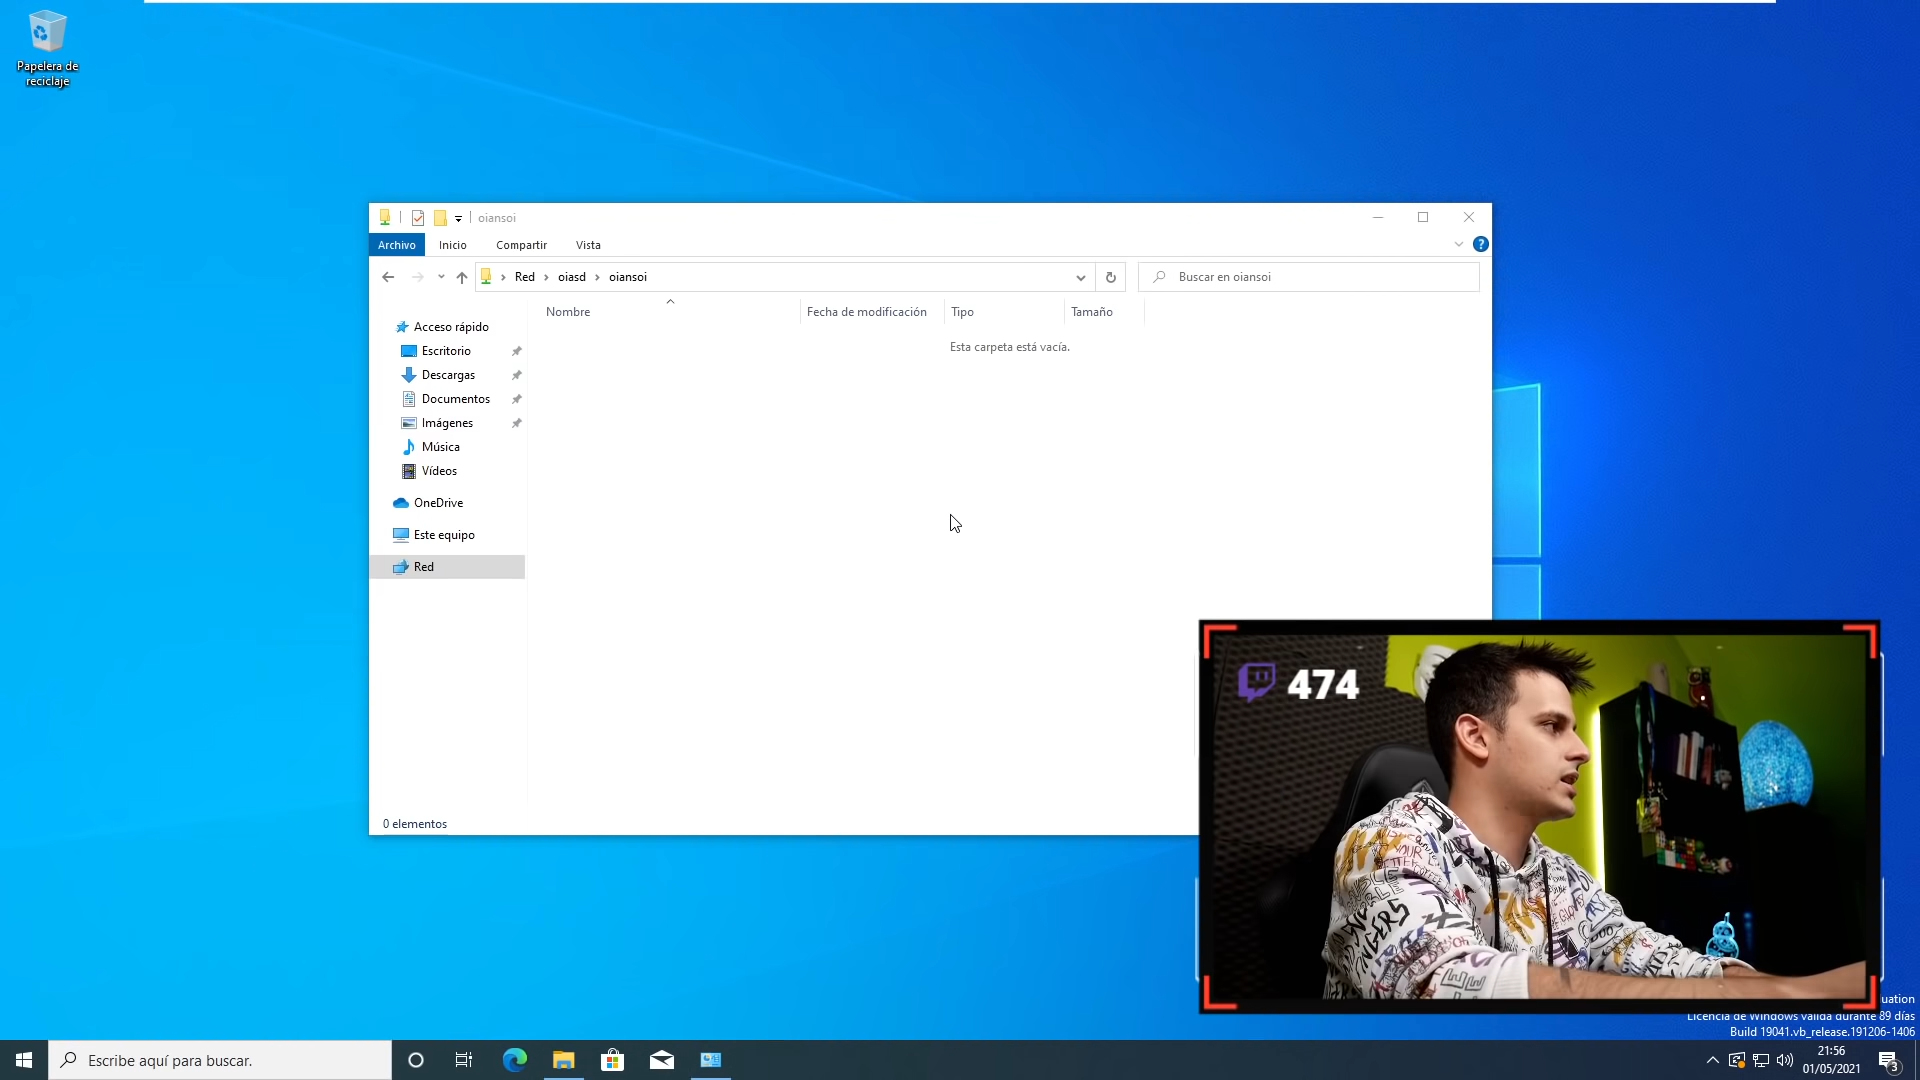 Papelera de
reciclaje
oiansoi
Archivo Inicio Compartir Vista
Red oiasd oiansoi
Buscar en oiansoi
Nombre Fecha de modificación Tipo Tamaño
Esta carpeta está vacía.
Acceso rápido
Escritorio
Descargas
Documentos
Imágenes
Música
Vídeos
OneDrive
Este equipo
Red
0 elementos
474
uation
Licencia de Windows válida durante 89 días
Build 19041.vb_release.191206-1406
Escribe aquí para buscar.
21:56
01/05/2021
3